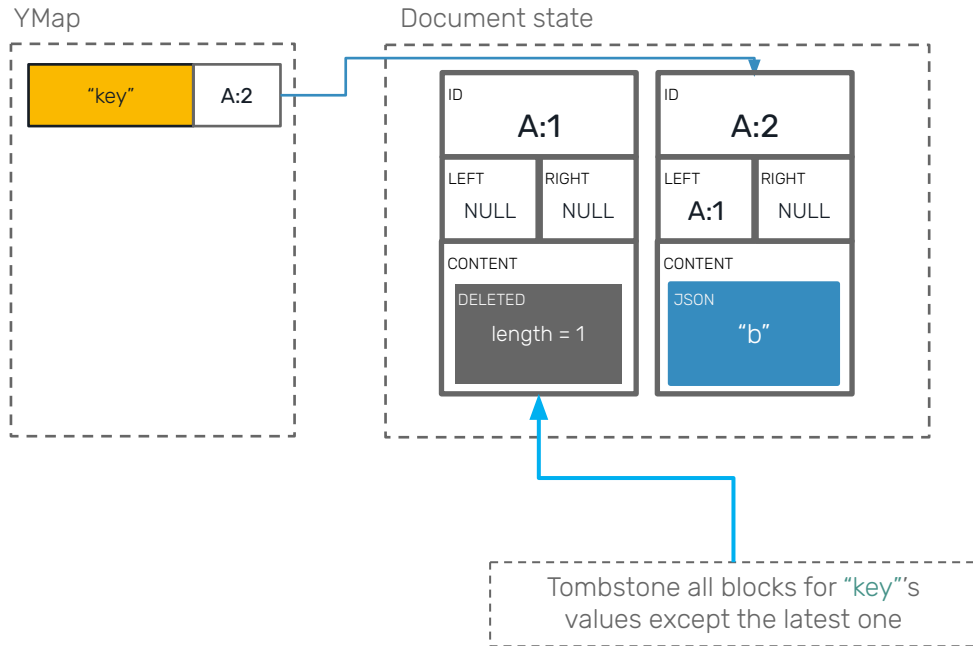 YMap
Document state
“key”
A:2
ID
A:1
LEFT
NULL
RIGHT
NULL
CONTENT
DELETED
length = 1
ID
A:2
LEFT
A:1
RIGHT
NULL
CONTENT
JSON
“b”
Tombstone all blocks for “key”’s
values except the latest one